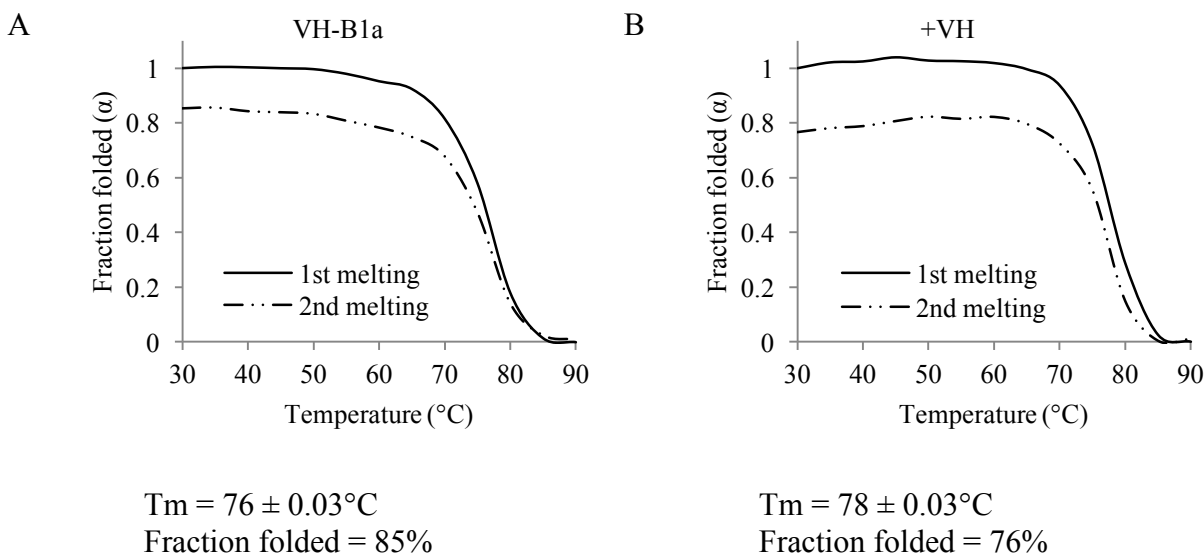 A
VH-B1a
Fraction folded (α)
1
0.8
0.6
0.4
0.2
0
1st melting
2nd melting
30 40 50 60 70 80 90
Temperature (°C)
Tm = 76 ± 0.03°C
Fraction folded = 85%
B
+VH
Fraction folded (α)
1
0.8
0.6
0.4
0.2
0
1st melting
2nd melting
30 40 50 60 70 80 90
Temperature (°C)
Tm = 78 ± 0.03°C
Fraction folded = 76%